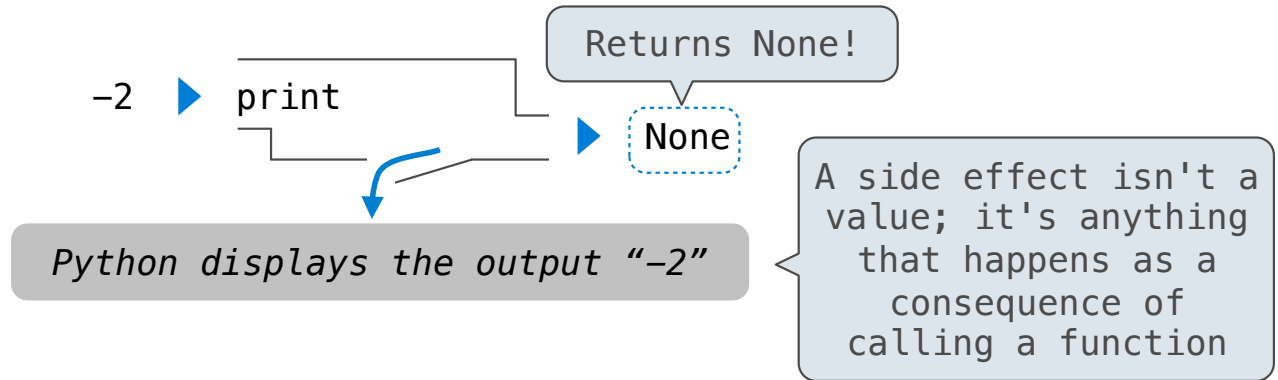 Returns None!
−2
print
None
A side effect isn't a
value; it's anything
that happens as a
consequence of
calling a function
Python displays the output “−2”